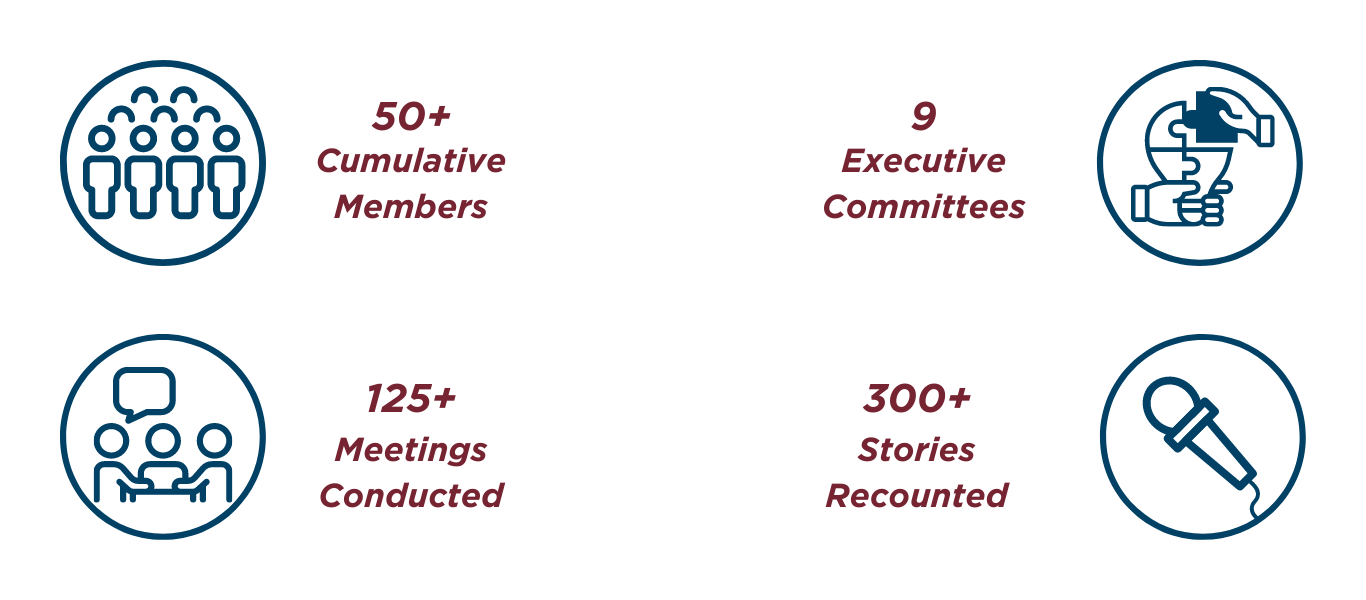 50+
Cumulative
Members
9
Executive
Committees
125+
Meetings
Conducted
300+
Stories
Recounted